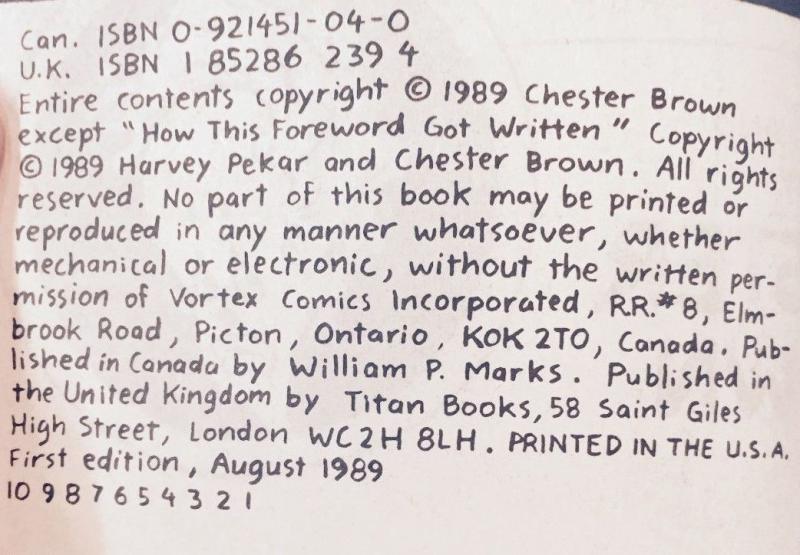 Can. ISBN 0-921451-04-0
U.K. ISBN 1 85286 239 4
Entire contents copyright © 1989 Chester Brown
except "How This Foreword Got Written" Copyright
© 1989 Harvey Pekar and Chester Brown. All rights
reserved. No part of this book may be printed or
reproduced in any manner whatsoever, whether
mechanical or electronic, without the written per-
mission of Vortex Comics Incorporated, R.R.#8, Elm-
brook Road, Picton, Ontario, K0K 2T0, Canada. Pub-
lished in Canada by William P. Marks. Published in
the United Kingdom by Titan Books, 58 Saint Giles
High Street, London WC2H 8LH. PRINTED IN THE U.S.A.
First edition, August 1989
10 9 8 7 6 5 4 3 2 1